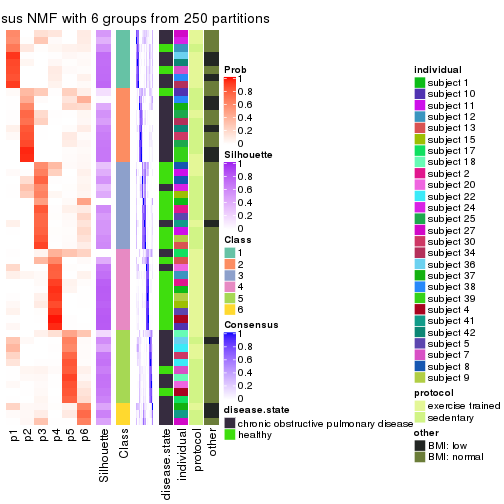 sus NMF with 6 groups from 250 partitions
p1
p2
p3
p4
p5
p6
Silhouette
Class
disease.state
individual
protocol
other
Prob
1
0.8
0.6
0.4
0.2
0
Silhouette
1
0.8
0.6
0.4
0.2
0
Class
1
2
3
4
5
6
Consensus
1
0.8
0.6
0.4
0.2
0
disease.state
chronic obstructive pulmonary disease
healthy
individual
subject 1
subject 10
subject 11
subject 12
subject 13
subject 15
subject 17
subject 18
subject 2
subject 20
subject 22
subject 24
subject 25
subject 27
subject 30
subject 34
subject 36
subject 37
subject 38
subject 39
subject 4
subject 41
subject 42
subject 5
subject 7
subject 8
subject 9
protocol
exercise trained
sedentary
other
BMI: low
BMI: normal